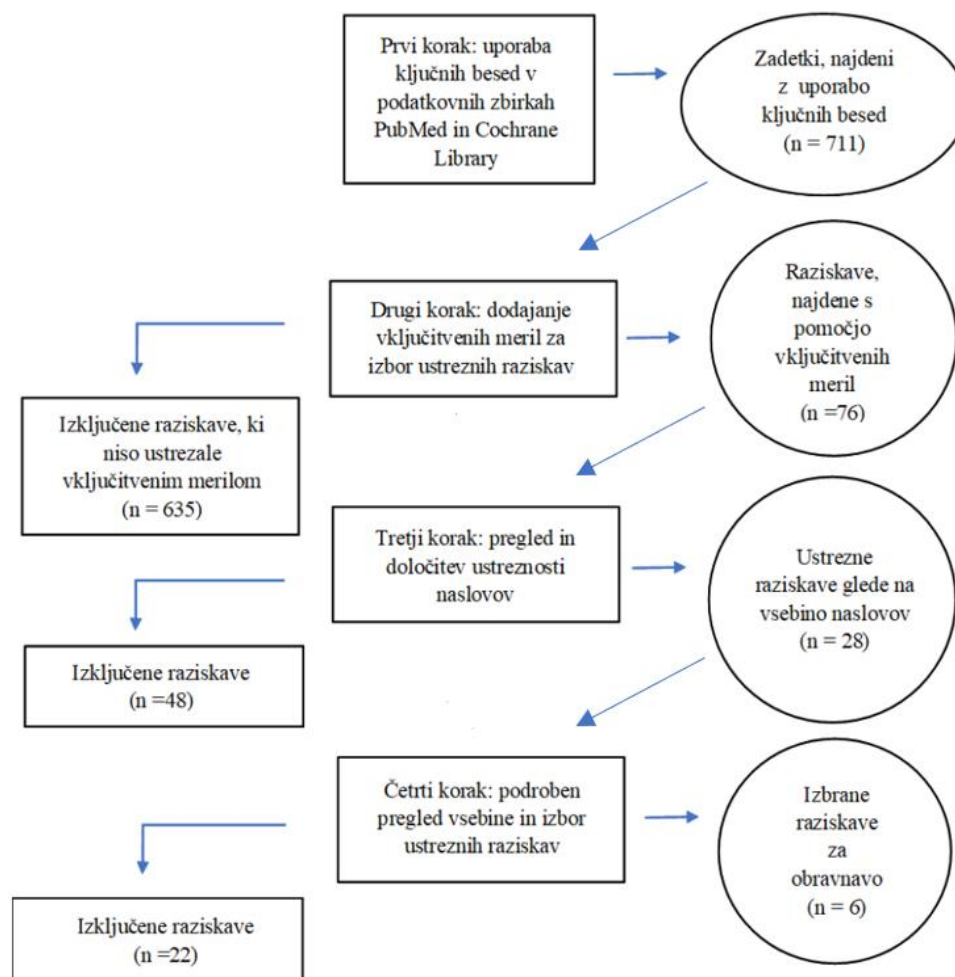 Prvi korak: uporaba
ključnih besed v
podatkovnih zbirkah
PubMed in Cochrane
Library
Zadetki, najdeni
z uporabo
ključnih besed
(n = 711)
Drugi korak: dodajanje
vključitvenih meril za
izbor ustreznih raziskav
Raziskave,
najdene s
pomočjo
vključitvenih
meril
(n =76)
Izključene raziskave, ki
niso ustrezale
vključitvenim merilom
(n = 635)
Tretji korak: pregled in
določitev ustreznosti
naslovov
Ustrezne
raziskave glede na
vsebino naslovov
(n = 28)
Izključene raziskave
(n =48)
Četrti korak: podroben
pregled vsebine in izbor
ustreznih raziskav
Izbrane
raziskave
za
obravnavo
(n = 6)
Izključene raziskave
(n =22)